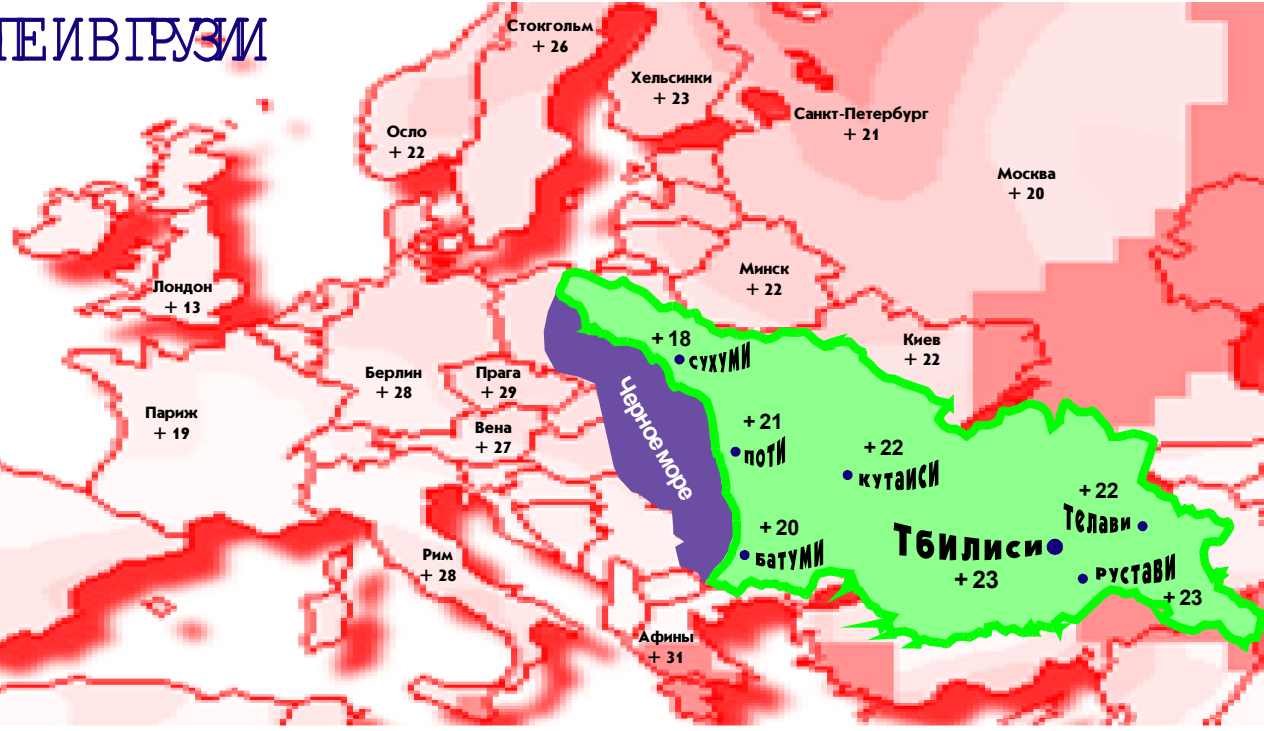 ПЕ И В ГРУЗИИ
Стокгольм
+ 26
Хельсинки
+ 23
Санкт-Петербург
+ 21
Осло
+ 22
Москва
+ 20
Минск
+ 22
Лондон
+ 13
Киев
+ 22
+ 18
СУХУМИ
Берлин
+ 28
Прага
+ 29
Париж
+ 19
Вена
+ 27
Черное море
+ 21
ПОТИ
+ 22
КУТАИСИ
+ 22
Телави
+ 20
БАТУМИ
Тбилиси
+ 23
РУСТАВИ
+ 23
Рим
+ 28
Афины
+ 31